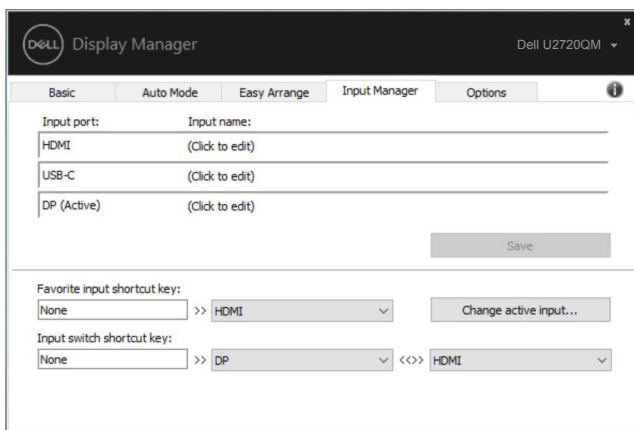 x
DELL Display Manager Dell U2720QM
Basic Auto Mode Easy Arrange Input Manager Options i
Input port: Input name:
HDMI (Click to edit)
USB-C (Click to edit)
DP (Active) (Click to edit)
Save
Favorite input shortcut key:
None >> HDMI Change active input...
Input switch shortcut key:
None >> DP <<>> HDMI